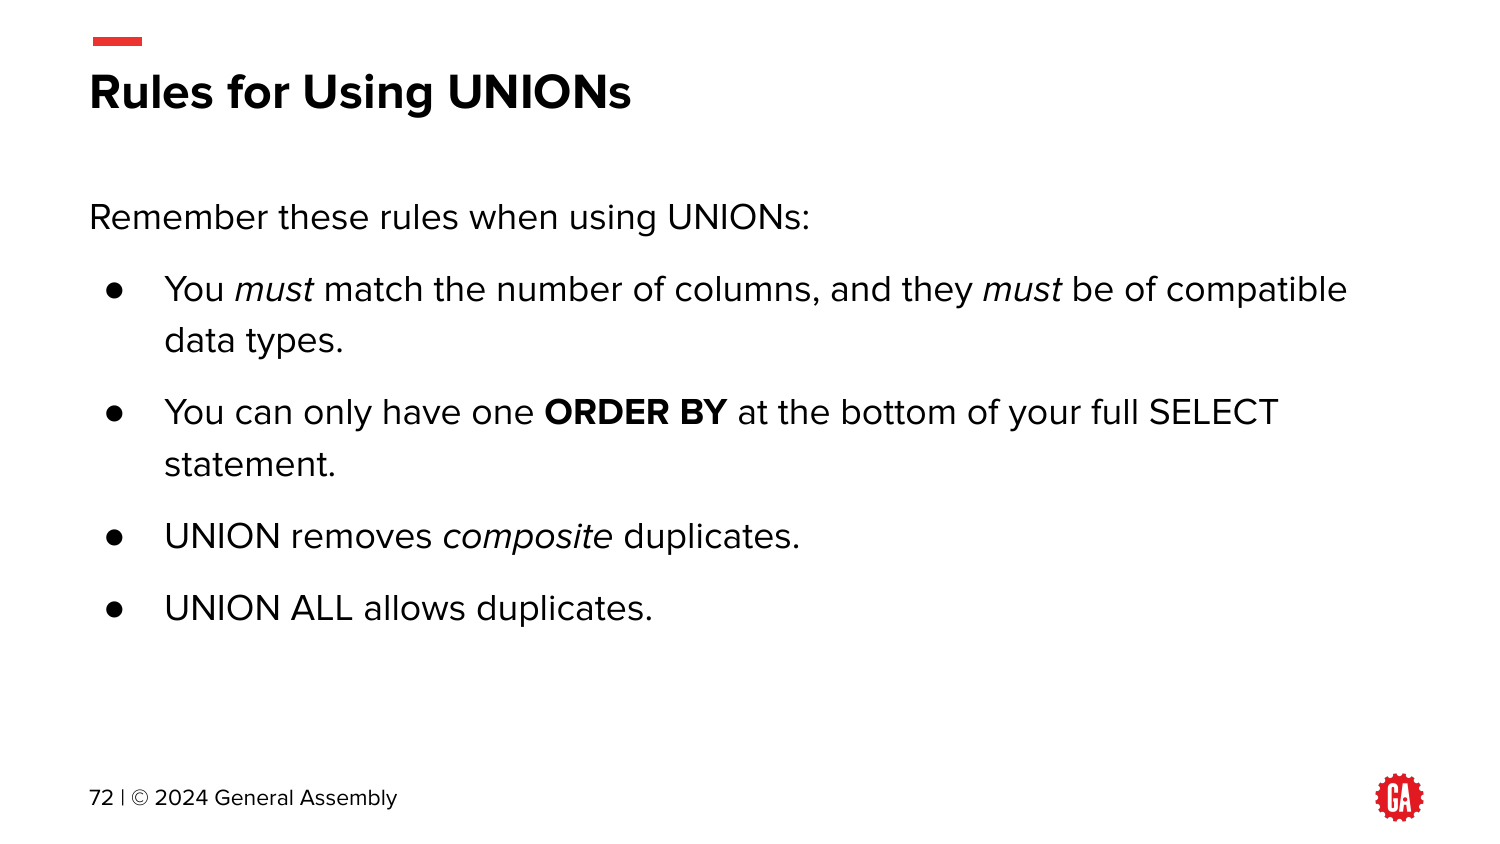 Rules for Using UNIONs
Remember these rules when using UNIONs:
● You must match the number of columns, and they must be of compatible
data types.
● You can only have one ORDER BY at the bottom of your full SELECT
statement.
● UNION removes composite duplicates.
● UNION ALL allows duplicates.
72 | © 2024 General Assembly
GA